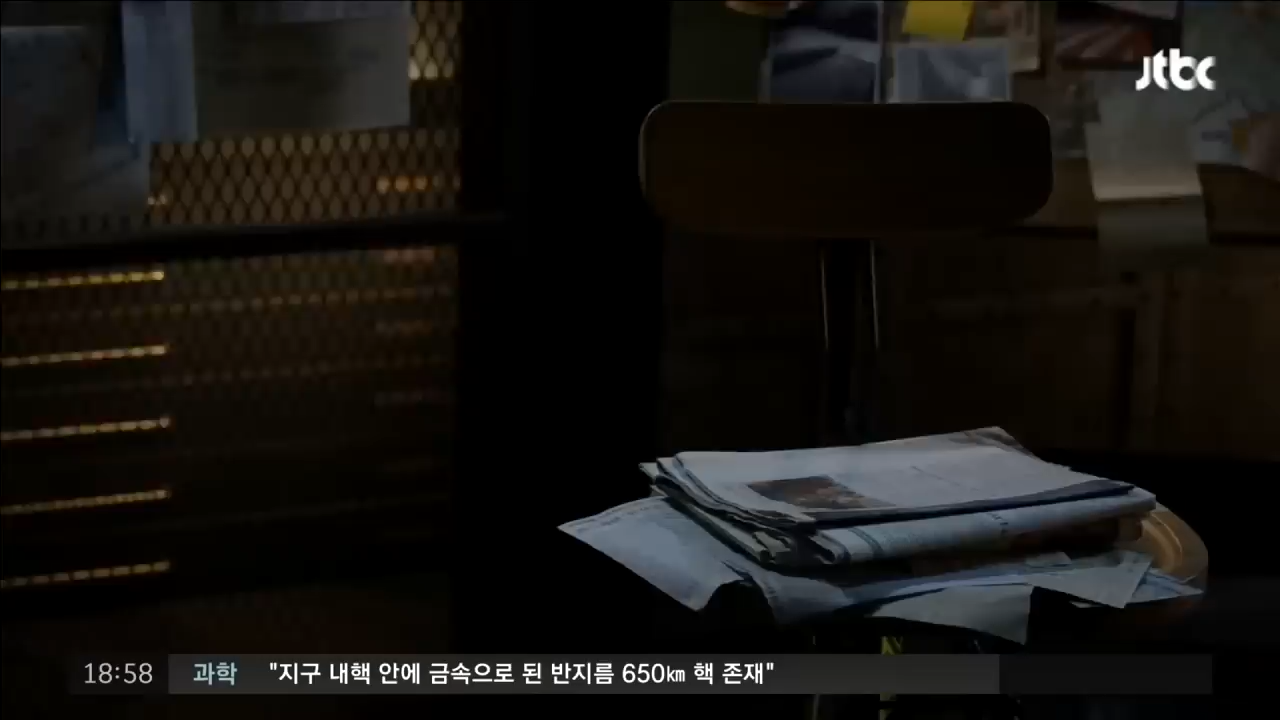 jtbc
18:58 과학 "지구 내핵 안에 금속으로 된 반지름 650㎞ 핵 존재"